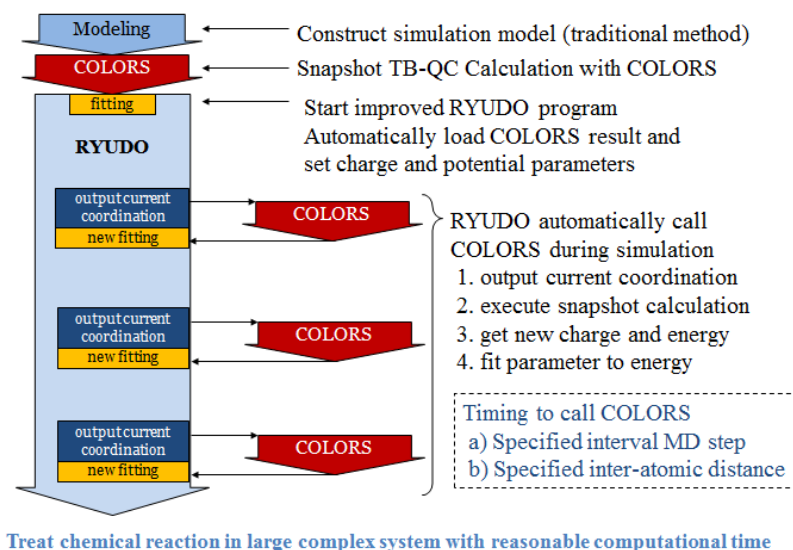 Modeling
Construct simulation model (traditional method)
COLORS
Snapshot TB-QC Calculation with COLORS
fitting
Start improved RYUDO program
Automatically load COLORS result and
set charge and potential parameters
RYUDO
output current
coordination
new fitting
COLORS
RYUDO automatically call
COLORS during simulation
1. output current coordination
2. execute snapshot calculation
3. get new charge and energy
4. fit parameter to energy
output current
coordination
new fitting
COLORS
Timing to call COLORS
a) Specified interval MD step
b) Specified inter-atomic distance
output current
coordination
new fitting
COLORS
Treat chemical reaction in large complex system with reasonable computational time